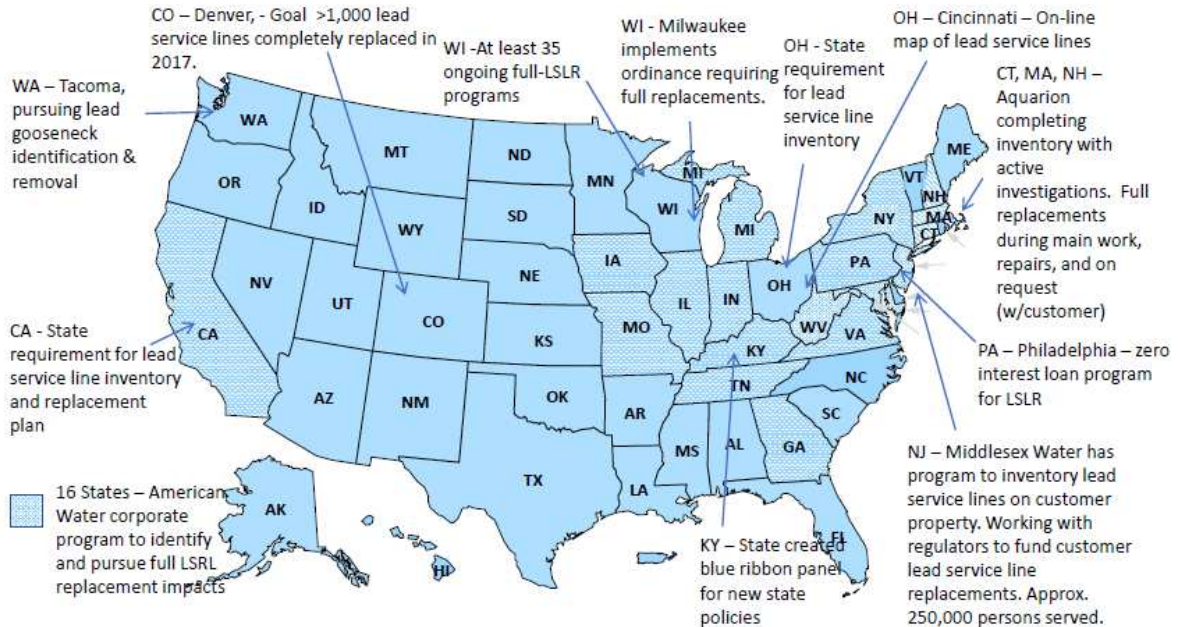 CO – Denver, - Goal >1,000 lead
service lines completely replaced in
2017.
WI -At least 35
ongoing full-LSLR
programs
WI - Milwaukee
implements
ordinance requiring
full replacements.
OH - State
requirement
for lead
service line
inventory
OH – Cincinnati – On-line
map of lead service lines
CT, MA, NH –
Aquarion
completing
inventory with
active
investigations. Full
replacements
during main work,
repairs, and on
request
(w/customer)
WA – Tacoma,
pursuing lead
gooseneck
identification &
removal
CA - State
requirement for lead
service line inventory
and replacement
plan
16 States – American
Water corporate
program to identify
and pursue full LSRL
replacement impacts
KY – State created
blue ribbon panel
for new state
policies
PA – Philadelphia – zero
interest loan program
for LSLR
NJ – Middlesex Water has
program to inventory lead
service lines on customer
property. Working with
regulators to fund customer
lead service line
replacements. Approx.
250,000 persons served.
WA
MT
ND
MN
MI
ME
VT
NH
OR
ID
SD
WI
MI
NY
MA
CT
WY
IA
PA
NE
NV
UT
CO
IL
IN
OH
CA
KS
MO
WV
VA
KY
NC
TN
AZ
NM
OK
AR
SC
MS
AL
GA
TX
LA
AK
HI
FL